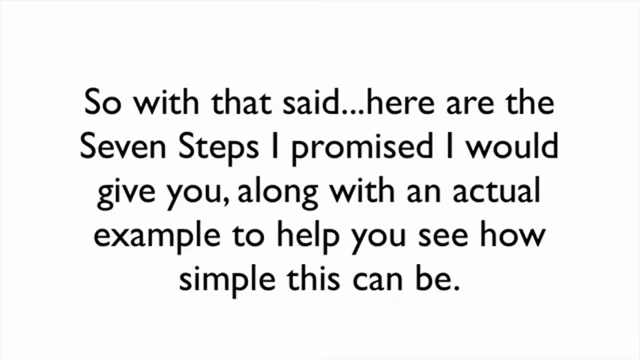 So with that said...here are the
Seven Steps I promised I would
give you, along with an actual
example to help you see how
simple this can be.